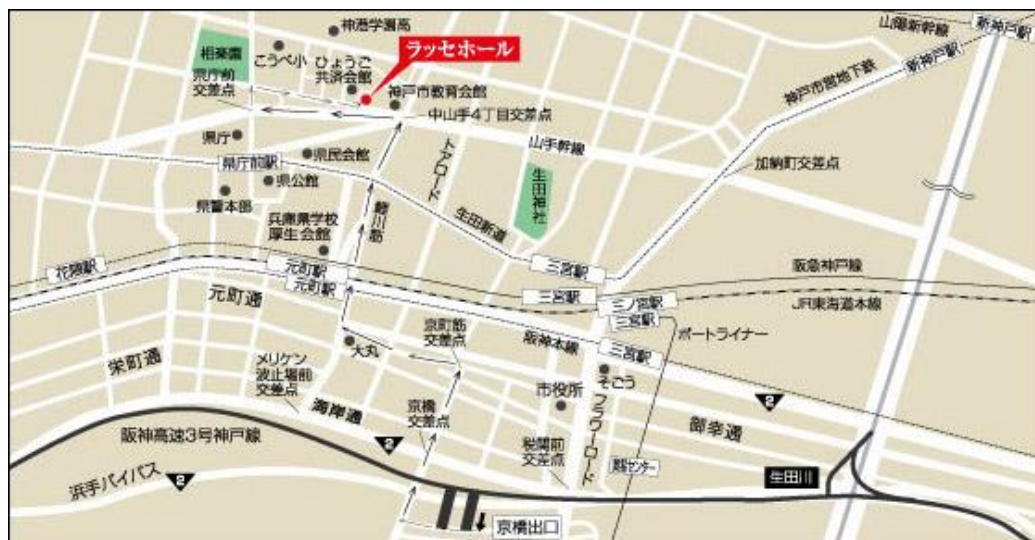 神港学園高
相楽園
こうべ小
ラッセホール
ひょうご
共済会館
県庁前
交差点
神戸市教育会館
中山手4丁目交差点
山陽新幹線
新神戸駅
新神戸駅
神戸市営地下鉄
県庁
県民会館
山手幹線
トアロード
加納町交差点
県庁前駅
県公館
県警本部
生田神社
兵庫県学校
厚生会館
鯉川筋
生田新道
花隈駅
元町駅
元町駅
三宮駅
阪急神戸線
三宮駅
三ノ宮駅
三宮駅
JR東海道本線
元町通
京町筋
交差点
阪神本線
三宮駅
ポートライナー
大丸
栄町通
メリケン
波止場前
交差点
市役所
そごう
海岸通
京橋
交差点
フラワーロード
2
御幸通
阪神高速3号神戸線
2
税関前
交差点
浜手バイパス
2
生田川
京橋出口